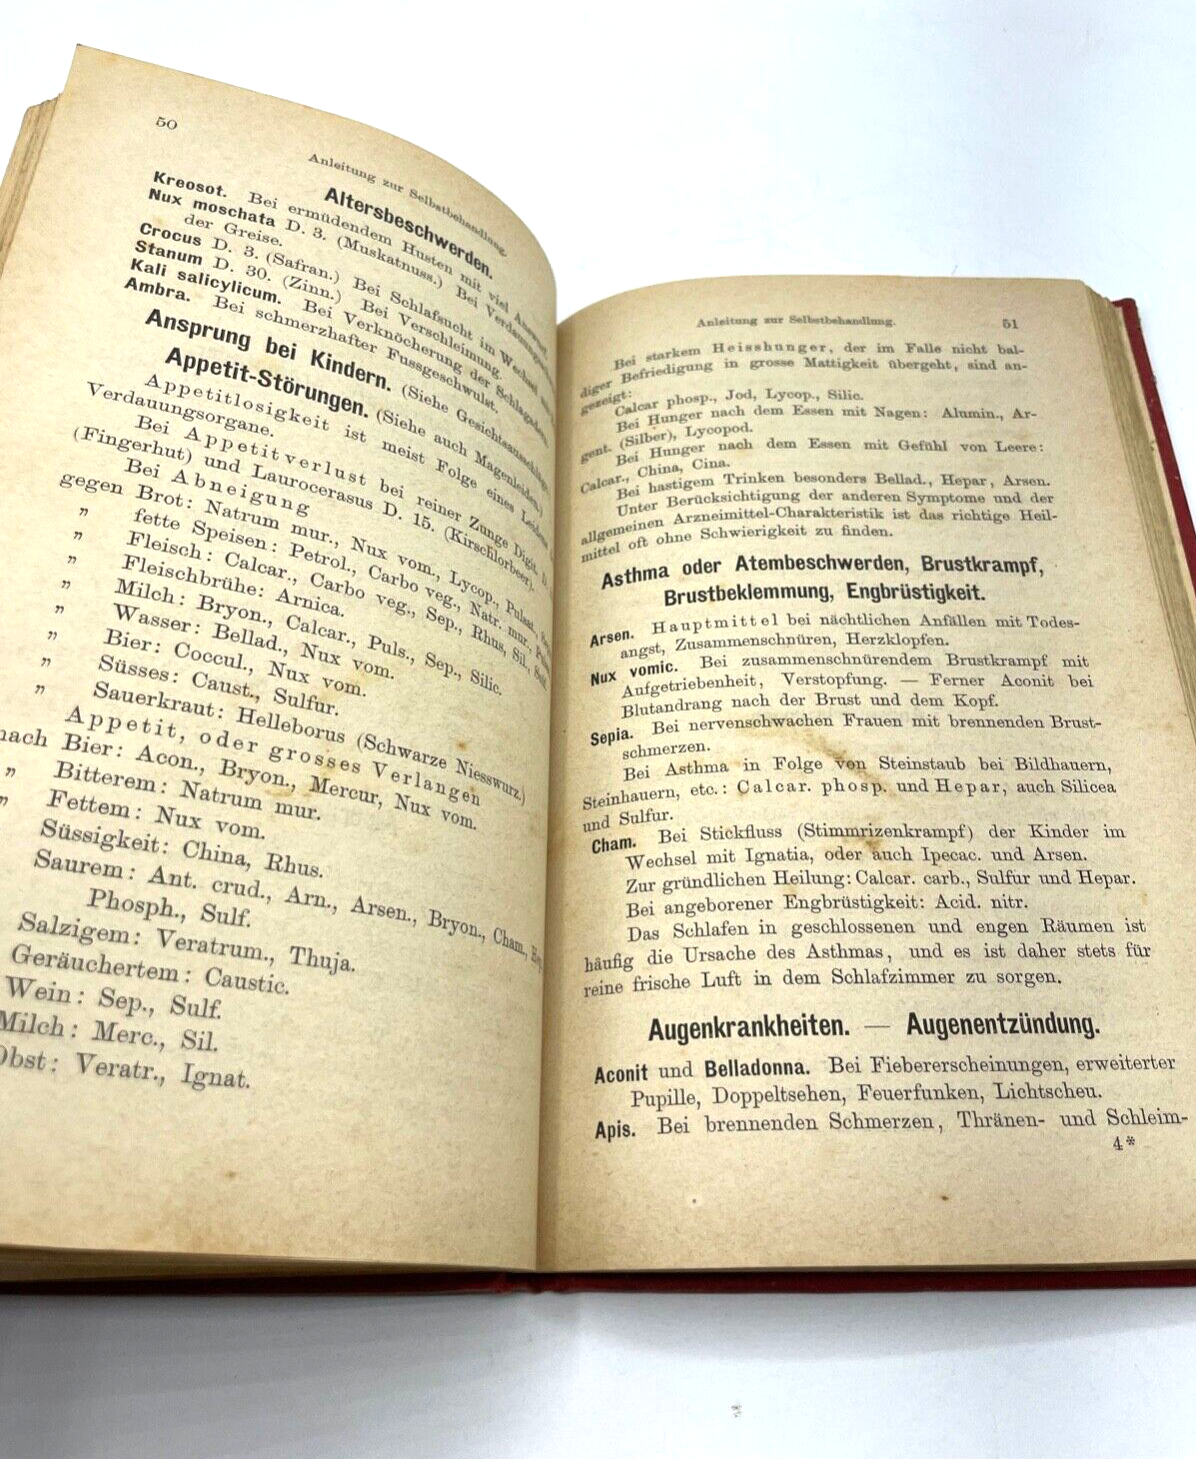 50
Anleitung zur Selbstbehandlung.
Altersbeschwerden.
Kreosot. Bei ermüdendem Husten mit viel Auswurf.
Nux moschata D. 3. (Muskatnuss.) Bei
der Greise.
Crocus D. 3. (Safran.) Bei Schlafsucht im Wechsel
Stanum D. 30. (Zinn.) Bei Verschleimung.
Kali salicylicum. Bei Verknöcherung der Schlagadern.
Ambra. Bei schmerzhafter Fussgeschwulst.
Ansprung bei Kindern. (Siehe Gesichtsausschläge.)
Appetit-Störungen. (Siehe auch Magenleiden.)
Appetitlosigkeit ist meist Folge eines Leidens
Verdauungsorgane.
Bei Appetitverlust bei reiner Zunge Digit. D.
(Fingerhut) und Laurocerasus D. 15. (Kirschlorbeer).
Bei Abneigung
gegen Brot: Natrum mur., Nux vom., Lycop., Pulsat.,
" fette Speisen: Petrol., Carbo veg., Natr. mur.,
" Fleisch: Calcar., Carbo veg., Sep., Rhus, Sil., Sulf.
" Fleischbrühe: Arnica.
" Milch: Bryon., Calcar., Puls., Sep., Silic.
" Wasser: Bellad., Nux vom.
" Bier: Coccul., Nux vom.
" Süsses: Caust., Sulfur.
" Sauerkraut: Helleborus (Schwarze Niesswurz.)
Appetit, oder grosses Verlangen
nach Bier: Acon., Bryon., Mercur, Nux vom.
" Bitterem: Natrum mur.
" Fettem: Nux vom.
Süssigkeit: China, Rhus.
Saurem: Ant. crud., Arn., Arsen., Bryon., Cham., Hep.
Phosph., Sulf.
Salzigem: Veratrum., Thuja.
Geräuchertem: Caustic.
Wein: Sep., Sulf.
Milch: Merc., Sil.
Obst: Veratr., Ignat.
Anleitung zur Selbstbehandlung. 51
Bei starkem Heisshunger, der im Falle nicht bal-
diger Befriedigung in grosse Mattigkeit übergeht, sind an-
gezeigt:
Calcar phosp., Jod, Lycop., Silic.
Bei Hunger nach dem Essen mit Nagen: Alumin., Ar-
gent. (Silber), Lycopod.
Bei Hunger nach dem Essen mit Gefühl von Leere:
Calcar., China, Cina.
Bei hastigem Trinken besonders Bellad., Hepar, Arsen.
Unter Berücksichtigung der anderen Symptome und der
allgemeinen Arzneimittel-Charakteristik ist das richtige Heil-
mittel oft ohne Schwierigkeit zu finden.
Asthma oder Atembeschwerden, Brustkrampf,
Brustbeklemmung, Engbrüstigkeit.
Arsen. Hauptmittel bei nächtlichen Anfällen mit Todes-
angst, Zusammenschnüren, Herzklopfen.
Nux vomic. Bei zusammenschnürendem Brustkrampf mit
Aufgetriebenheit, Verstopfung. — Ferner Aconit bei
Blutandrang nach der Brust und dem Kopf.
Sepia. Bei nervenschwachen Frauen mit brennenden Brust-
schmerzen.
Bei Asthma in Folge von Steinstaub bei Bildhauern,
Steinhauern, etc.: Calcar. phosp. und Hepar, auch Silicea
und Sulfur.
Cham. Bei Stickfluss (Stimmrizenkrampf) der Kinder im
Wechsel mit Ignatia, oder auch Ipecac. und Arsen.
Zur gründlichen Heilung: Calcar. carb., Sulfur und Hepar.
Bei angeborener Engbrüstigkeit: Acid. nitr.
Das Schlafen in geschlossenen und engen Räumen ist
häufig die Ursache des Asthmas, und es ist daher stets für
reine frische Luft in dem Schlafzimmer zu sorgen.
Augenkrankheiten. — Augenentzündung.
Aconit und Belladonna. Bei Fiebererscheinungen, erweiterter
Pupille, Doppeltsehen, Feuerfunken, Lichtscheu.
Apis. Bei brennenden Schmerzen, Thränen- und Schleim-
4*